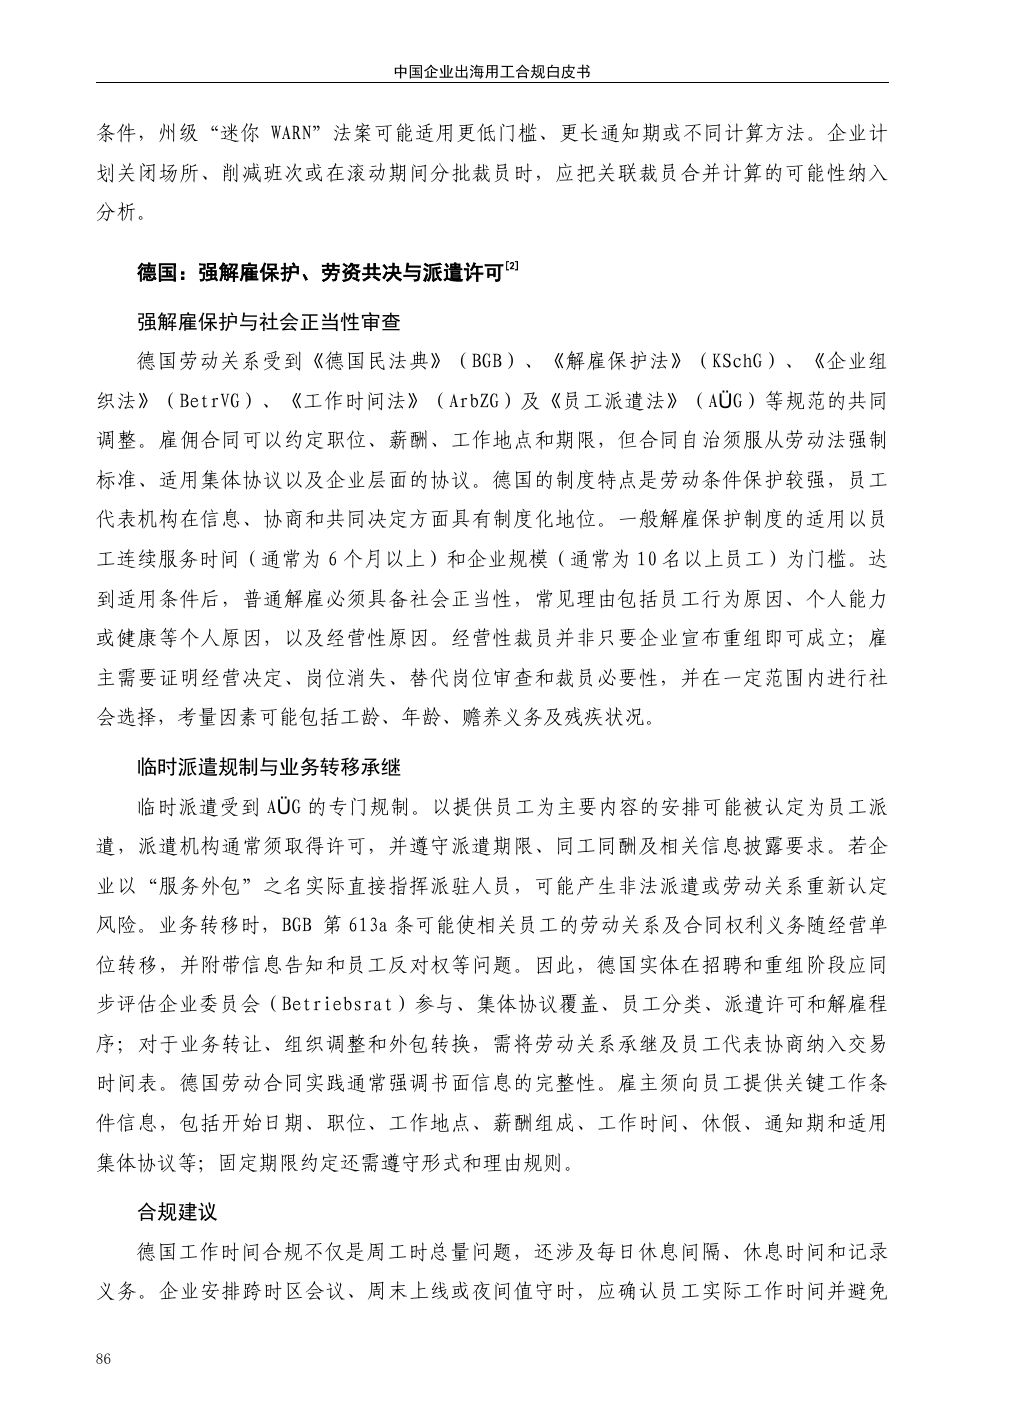 中国企业出海用工合规白皮书
条件，州级“迷你 WARN”法案可能适用更低门槛、更长通知期或不同计算方法。企业计
划关闭场所、削减班次或在滚动期间分批裁员时，应把关联裁员合并计算的可能性纳入
分析。
德国：强解雇保护、劳资共决与派遣许可[2]
强解雇保护与社会正当性审查
德国劳动关系受到《德国民法典》（BGB）、《解雇保护法》（KSchG）、《企业组
织法》（BetrVG）、《工作时间法》（ArbZG）及《员工派遣法》（AÜG）等规范的共同
调整。雇佣合同可以约定职位、薪酬、工作地点和期限，但合同自治须服从劳动法强制
标准、适用集体协议以及企业层面的协议。德国的制度特点是劳动条件保护较强，员工
代表机构在信息、协商和共同决定方面具有制度化地位。一般解雇保护制度的适用以员
工连续服务时间（通常为 6 个月以上）和企业规模（通常为 10 名以上员工）为门槛。达
到适用条件后，普通解雇必须具备社会正当性，常见理由包括员工行为原因、个人能力
或健康等个人原因，以及经营性原因。经营性裁员并非只要企业宣布重组即可成立；雇
主需要证明经营决定、岗位消失、替代岗位审查和裁员必要性，并在一定范围内进行社
会选择，考量因素可能包括工龄、年龄、赡养义务及残疾状况。
临时派遣规制与业务转移承继
临时派遣受到 AÜG 的专门规制。以提供员工为主要内容的安排可能被认定为员工派
遣，派遣机构通常须取得许可，并遵守派遣期限、同工同酬及相关信息披露要求。若企
业以“服务外包”之名实际直接指挥派驻人员，可能产生非法派遣或劳动关系重新认定
风险。业务转移时，BGB 第 613a 条可能使相关员工的劳动关系及合同权利义务随经营单
位转移，并附带信息告知和员工反对权等问题。因此，德国实体在招聘和重组阶段应同
步评估企业委员会（Betriebsrat）参与、集体协议覆盖、员工分类、派遣许可和解雇程
序；对于业务转让、组织调整和外包转换，需将劳动关系承继及员工代表协商纳入交易
时间表。德国劳动合同实践通常强调书面信息的完整性。雇主须向员工提供关键工作条
件信息，包括开始日期、职位、工作地点、薪酬组成、工作时间、休假、通知期和适用
集体协议等；固定期限约定还需遵守形式和理由规则。
合规建议
德国工作时间合规不仅是周工时总量问题，还涉及每日休息间隔、休息时间和记录
义务。企业安排跨时区会议、周末上线或夜间值守时，应确认员工实际工作时间并避免
86